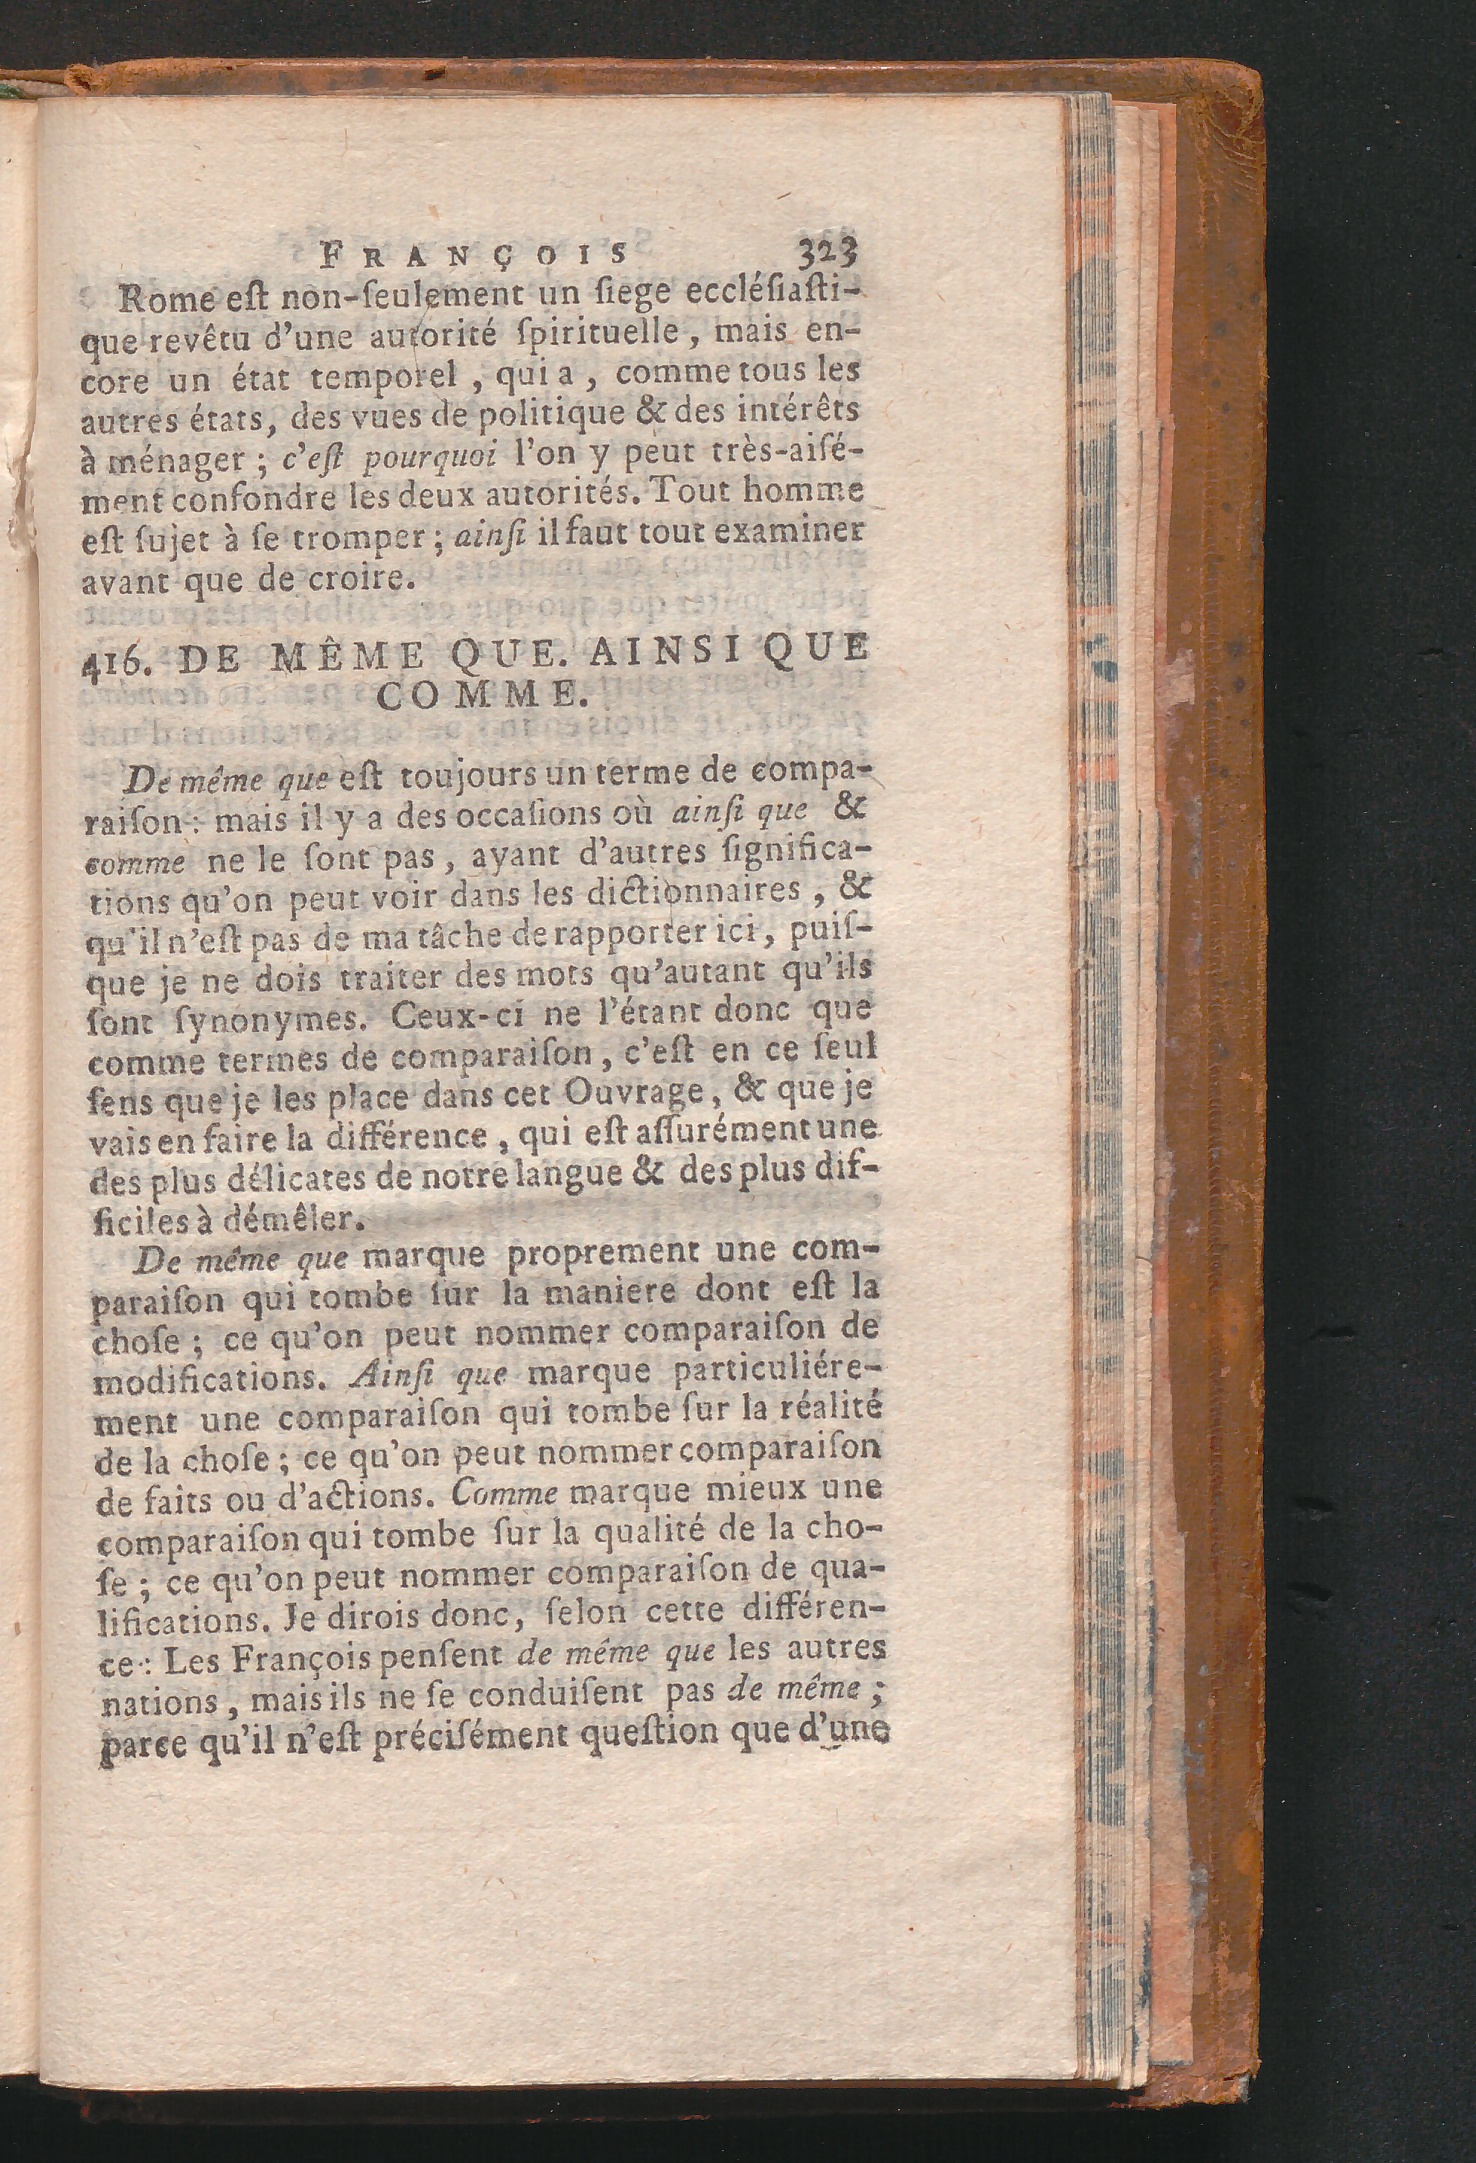 FRANÇOIS 323
Rome eſt non-ſeulement un ſiege eccléſiaſti-
que revêtu d'une autorité ſpirituelle, mais en-
core un état temporel, qui a, comme tous les
autres états, des vues de politique & des intérêts
à ménager; c'eſt pourquoi l'on y peut très-aiſé-
ment confondre les deux autorités. Tout homme
eſt ſujet à ſe tromper; ainſi il faut tout examiner
avant que de croire.
416. DE MÊME QUE. AINSI QUE
COMME.
De même que eſt toujours un terme de compa-
raiſon: mais il y a des occaſions où ainſi que &
comme ne le ſont pas, ayant d'autres ſignifica-
tions qu'on peut voir dans les dictionnaires, &
qu'il n'eſt pas de ma tâche de rapporter ici, puiſ-
que je ne dois traiter des mots qu'autant qu'ils
ſont ſynonymes. Ceux-ci ne l'étant donc que
comme termes de comparaiſon, c'eſt en ce ſeul
ſens que je les place dans cet Ouvrage, & que je
vais en faire la différence, qui eſt aſſurément une
des plus délicates de notre langue & des plus dif-
ficiles à démêler.
De même que marque proprement une com-
paraiſon qui tombe ſur la maniere dont eſt la
choſe; ce qu'on peut nommer comparaiſon de
modifications. Ainſi que marque particuliére-
ment une comparaiſon qui tombe ſur la réalité
de la choſe; ce qu'on peut nommer comparaiſon
de faits ou d'actions. Comme marque mieux une
comparaiſon qui tombe ſur la qualité de la cho-
ſe; ce qu'on peut nommer comparaiſon de qua-
lifications. Je dirois donc, ſelon cette différen-
ce: Les François penſent de même que les autres
nations, mais ils ne ſe conduiſent pas de même;
parce qu'il n'eſt préciſément queſtion que d'une